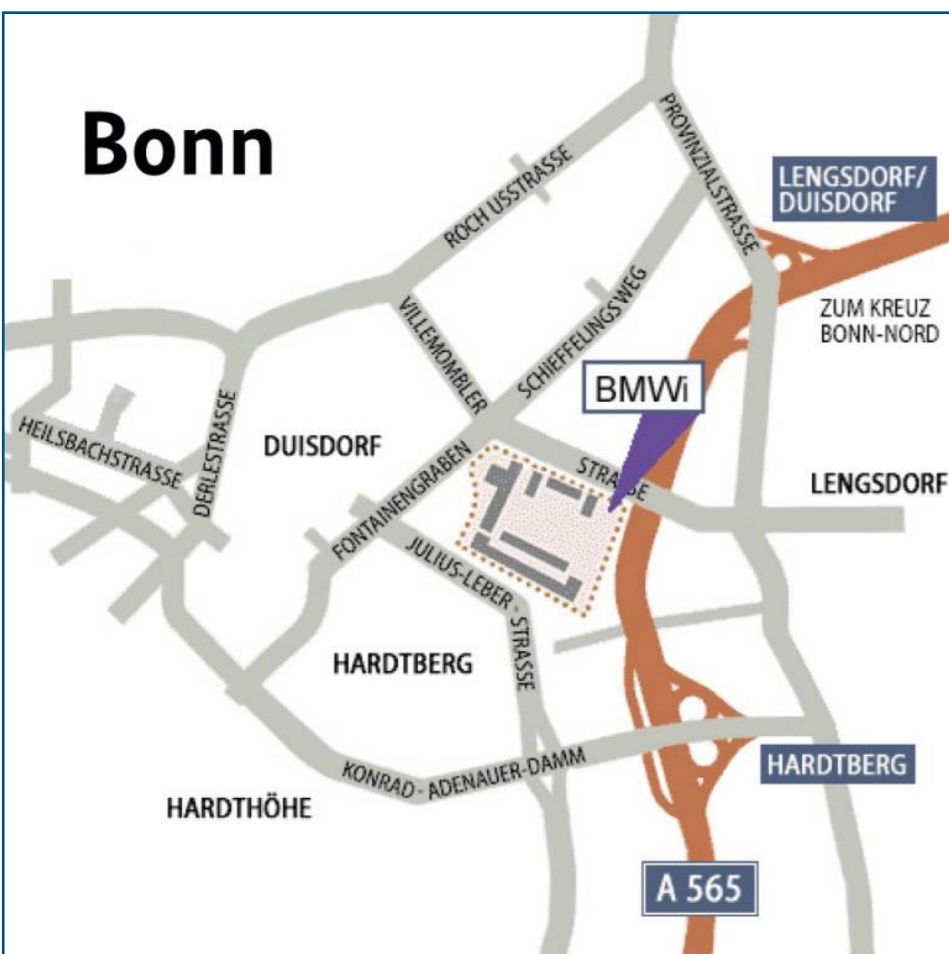 Bonn
PROVINZIALSTRASSE
LENGSDORF/
DUISDORF
ROCH USSTRASSE
SCHIEFFELINGSWEG
VILLEMOMBLER
ZUM KREUZ
BONN-NORD
BMWi
HEILSBACHSTRASSE
DERLESTRASSE
DUISDORF
FONTAINENGRABEN
STRASSE
LENGSDORF
JULIUS-LEBER - STRASSE
HARDTBERG
KONRAD - ADENAUER-DAMM
HARDTBERG
HARDTHÖHE
A 565